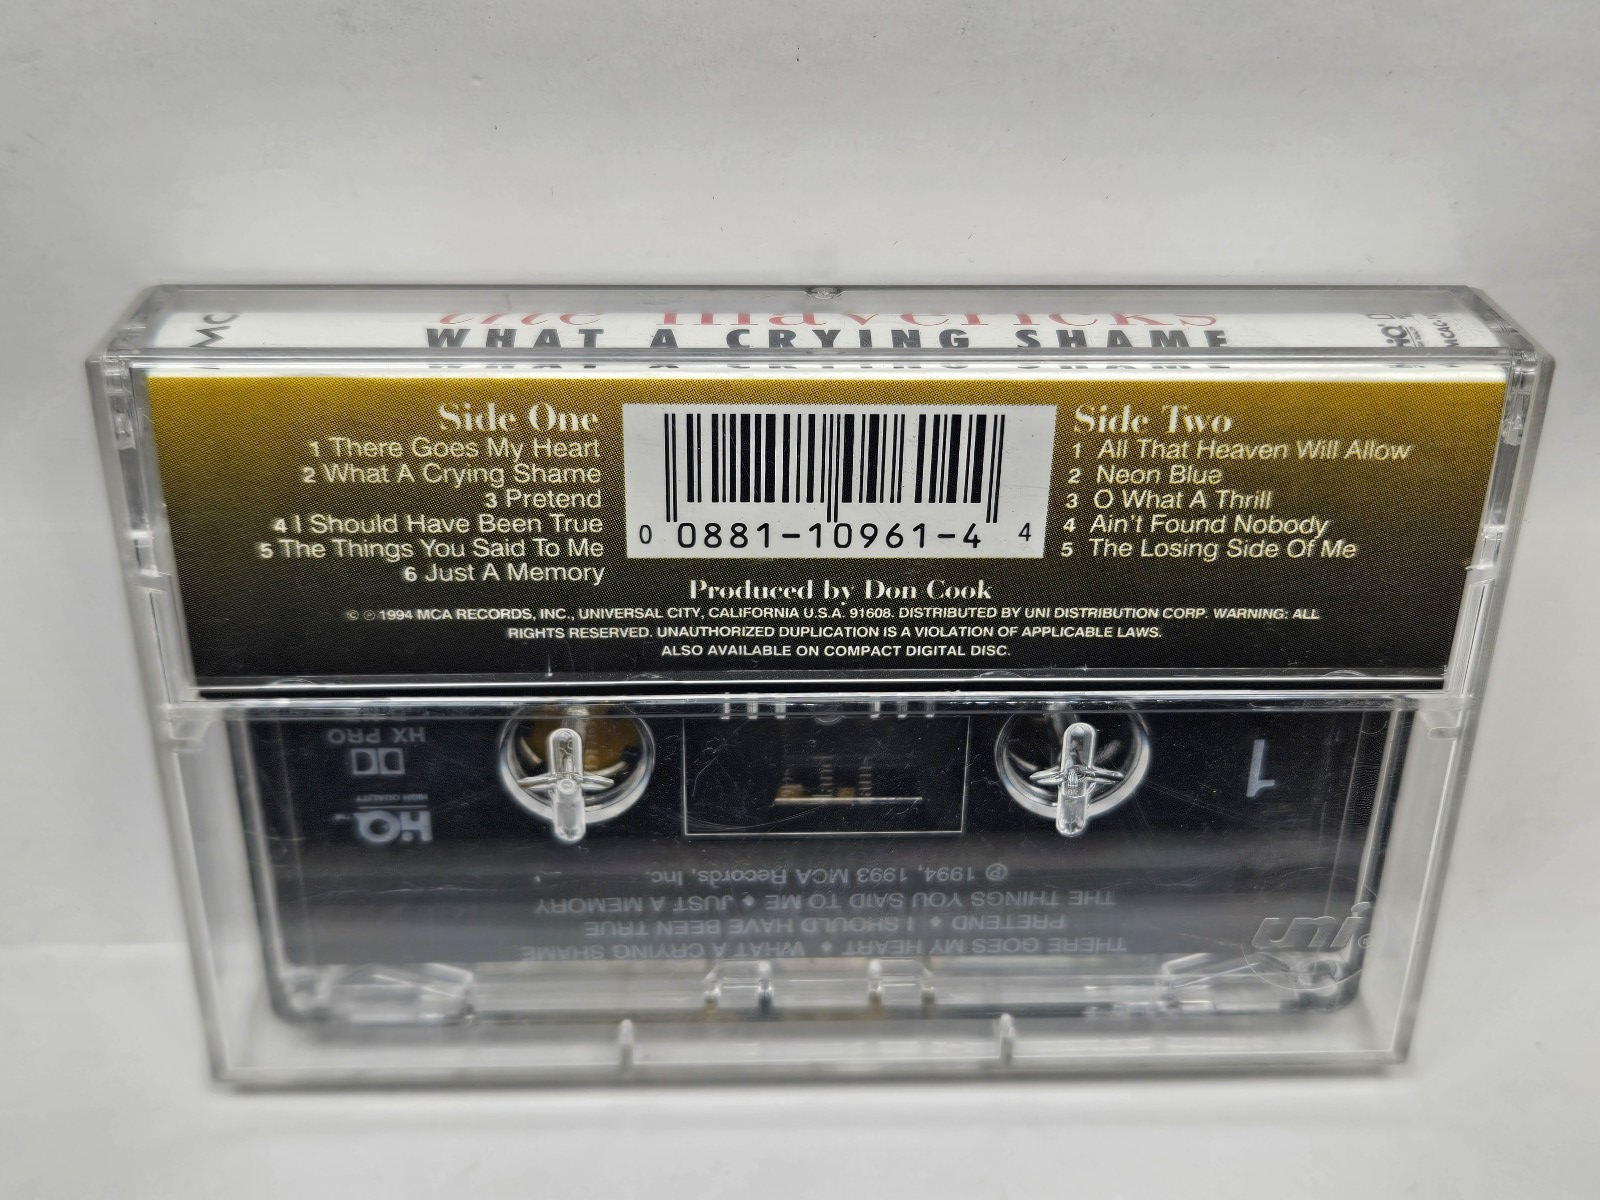 the mavericks
WHAT A CRYING SHAME
Side One
1 There Goes My Heart
2 What A Crying Shame
3 Pretend
4 I Should Have Been True
5 The Things You Said To Me
6 Just A Memory
0 0881-10961-4 4
Side Two
1 All That Heaven Will Allow
2 Neon Blue
3 O What A Thrill
4 Ain't Found Nobody
5 The Losing Side Of Me
Produced by Don Cook
© ℗ 1994 MCA RECORDS, INC., UNIVERSAL CITY, CALIFORNIA U.S.A. 91608. DISTRIBUTED BY UNI DISTRIBUTION CORP. WARNING: ALL
RIGHTS RESERVED. UNAUTHORIZED DUPLICATION IS A VIOLATION OF APPLICABLE LAWS.
ALSO AVAILABLE ON COMPACT DIGITAL DISC.
THERE GOES MY HEART ♦ WHAT A CRYING SHAME
PRETEND ♦ I SHOULD HAVE BEEN TRUE
THE THINGS YOU SAID TO ME ♦ JUST A MEMORY
℗ 1994, 1993 MCA Records, Inc.
HiQ
HIGH QUALITY
HX PRO
1
uni